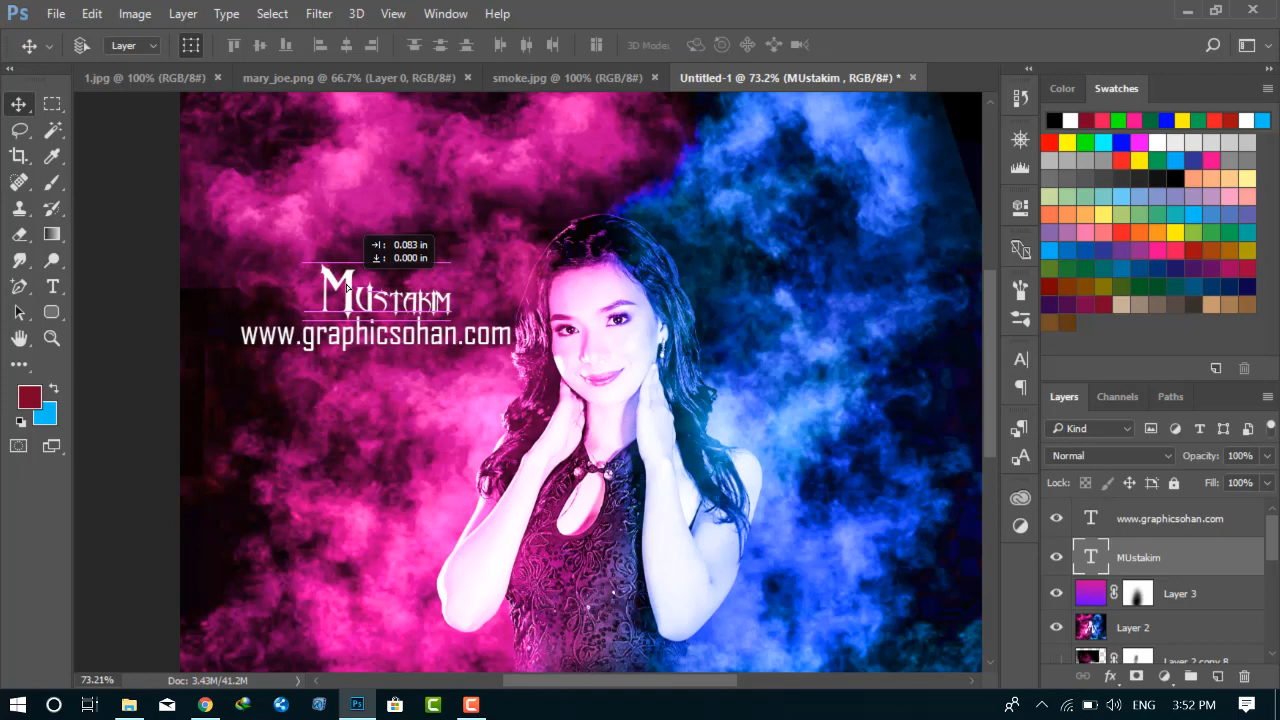 Ps File Edit Image Layer Type Select Filter 3D View Window Help
Layer 3D Mode:
1.jpg @ 100% (RGB/8#) × mary_joe.png @ 66.7% (Layer 0, RGB/8#) × smoke.jpg @ 100% (RGB/8#) × Untitled-1 @ 73.2% (MUstakim , RGB/8#) * ×
Color Swatches
→|: 0.083 in
↓: 0.000 in
MUstakim
www.graphicsohan.com
Layers Channels Paths
Kind
Normal Opacity: 100%
Lock: Fill: 100%
www.graphicsohan.com
MUstakim
Layer 3
Layer 2
Layer 2 copy 8
73.21% Doc: 3.43M/41.2M
ENG 3:52 PM